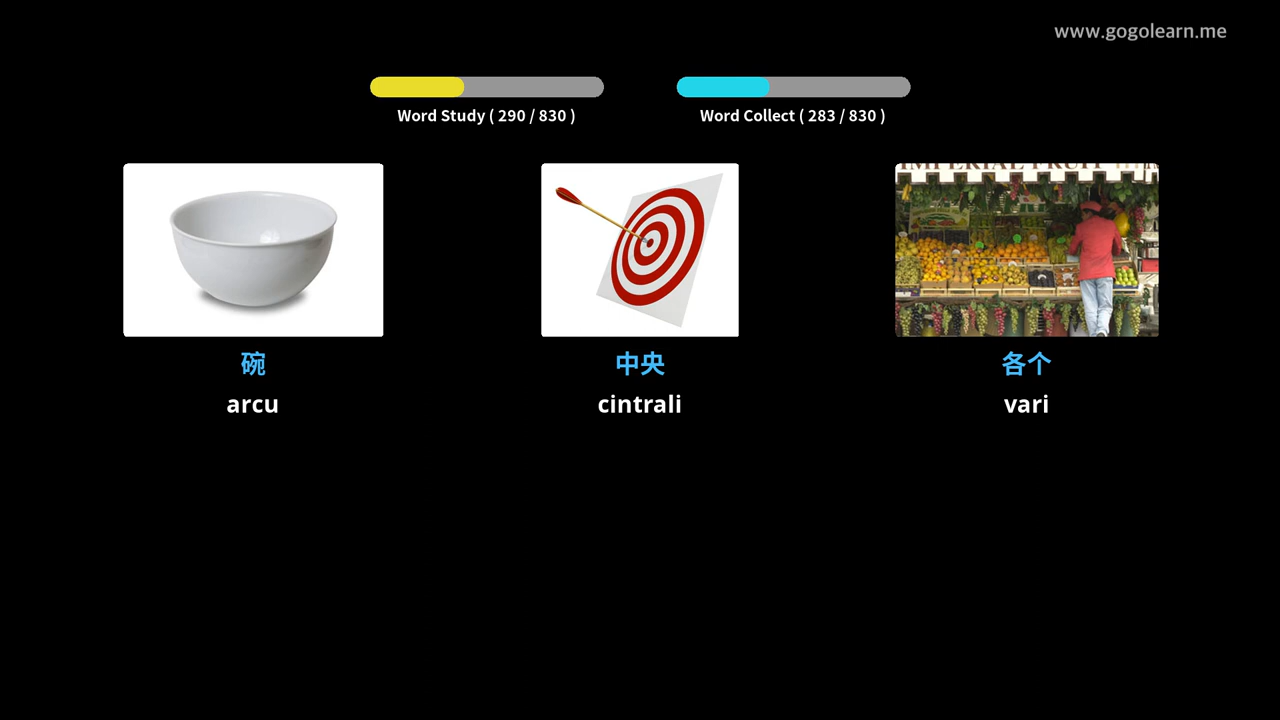 www.gogolearn.me
Word Study ( 290 / 830 )
Word Collect ( 283 / 830 )
碗
中央
各个
arcu
cintrali
vari